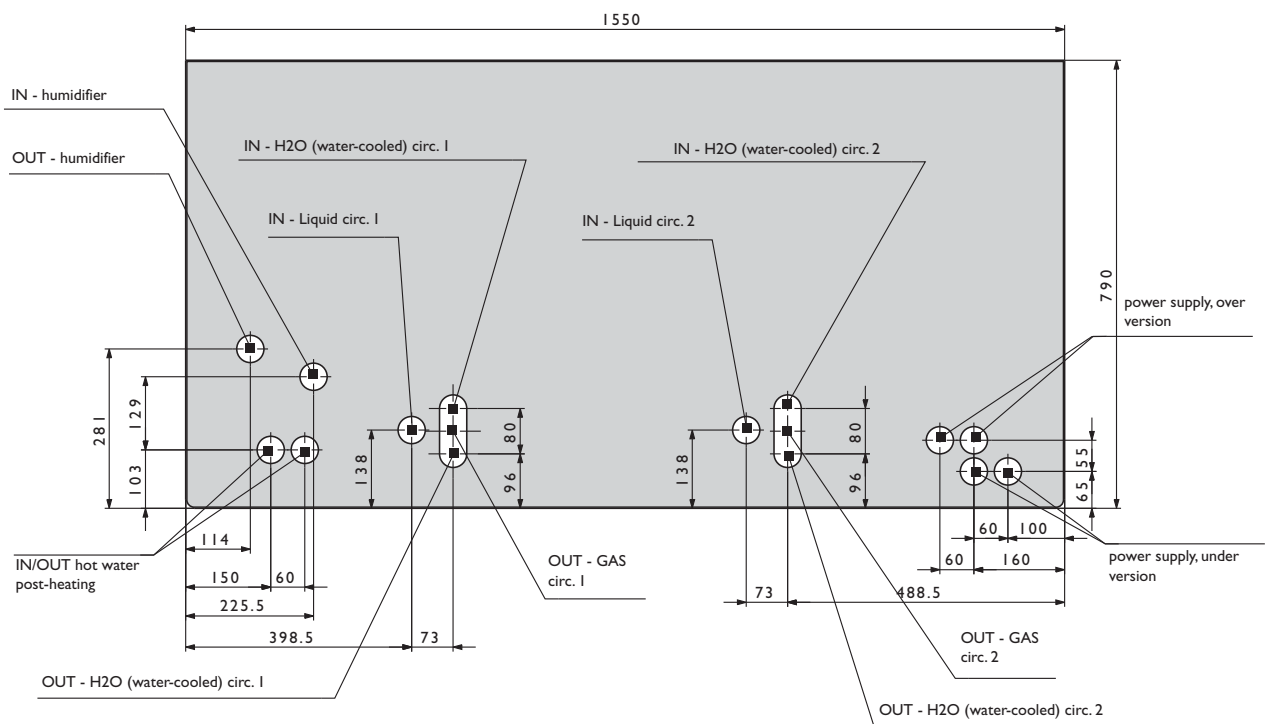 1550
IN - humidifier
OUT - humidifier
IN - H2O (water-cooled) circ. 1
IN - H2O (water-cooled) circ. 2
IN - Liquid circ. 1
IN - Liquid circ. 2
790
power supply, over
version
281
129
103
138
80
96
138
80
96
55
65
114
60
100
IN/OUT hot water
post-heating
150
60
OUT - GAS
circ. 1
60
160
power supply, under
version
225.5
73
488.5
398.5
73
OUT - GAS
circ. 2
OUT - H2O (water-cooled) circ. 1
OUT - H2O (water-cooled) circ. 2